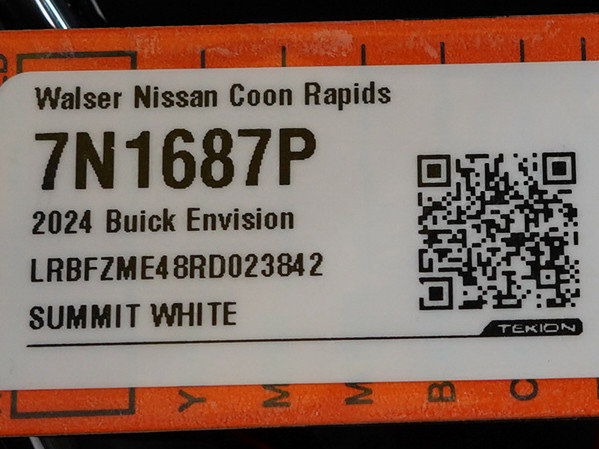 Walser Nissan Coon Rapids
7N1687P
2024 Buick Envision
LRBFZME48RD023842
SUMMIT WHITE
TEKION
Y
M
M
B
C